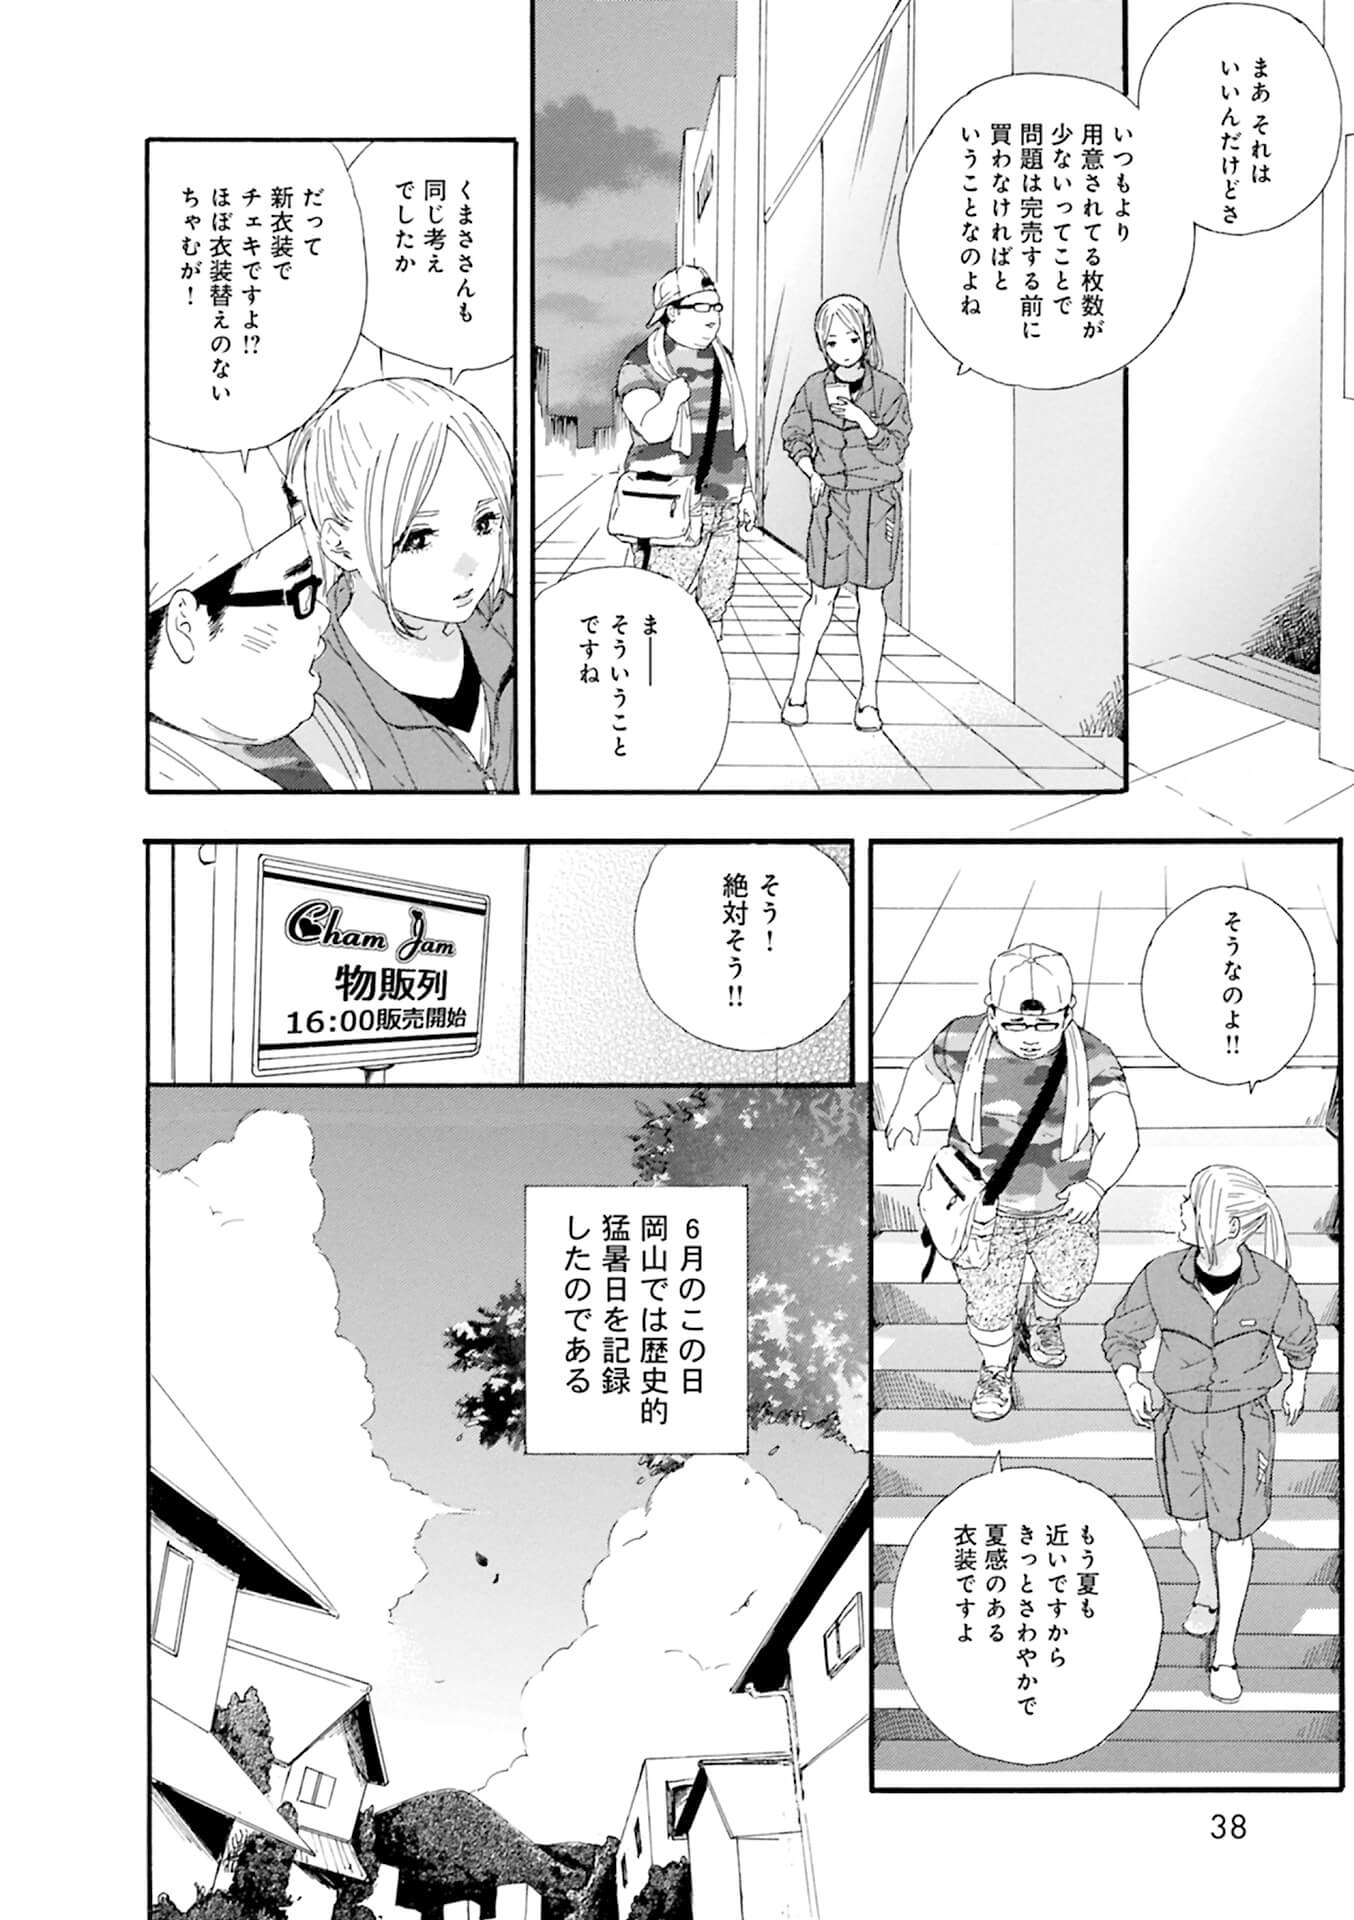 まあ それは
いいんだけどさ
いつもより
用意されてる枚数が
少ないってことで
問題は完売する前に
買わなければと
いうことなのよね
まー
そういうこと
ですね
くまささんも
同じ考え
でしたか
だって
新衣装で
チェキですよ!?
ほぼ衣装替えのない
ちゃむが!
そうなのよ!!
もう夏も
近いですから
きっとさわやかで
夏感のある
衣装ですよ
そう!
絶対そう!!
Cham Jam
物販列
16:00販売開始
6月のこの日
岡山では歴史的
猛暑日を記録
したのである
38